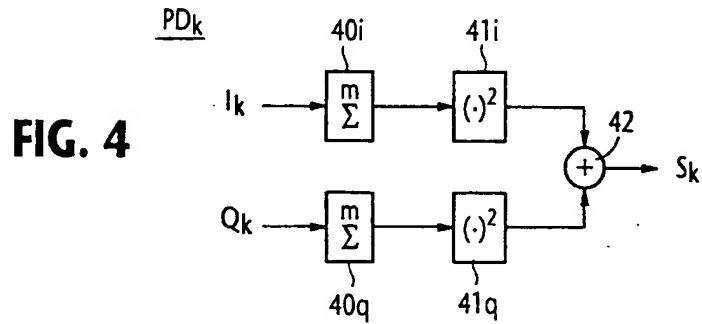 PDk
40i
41i
Ik
m
Σ
(·)²
FIG. 4
42
+
Sk
Qk
m
Σ
(·)²
40q
41q